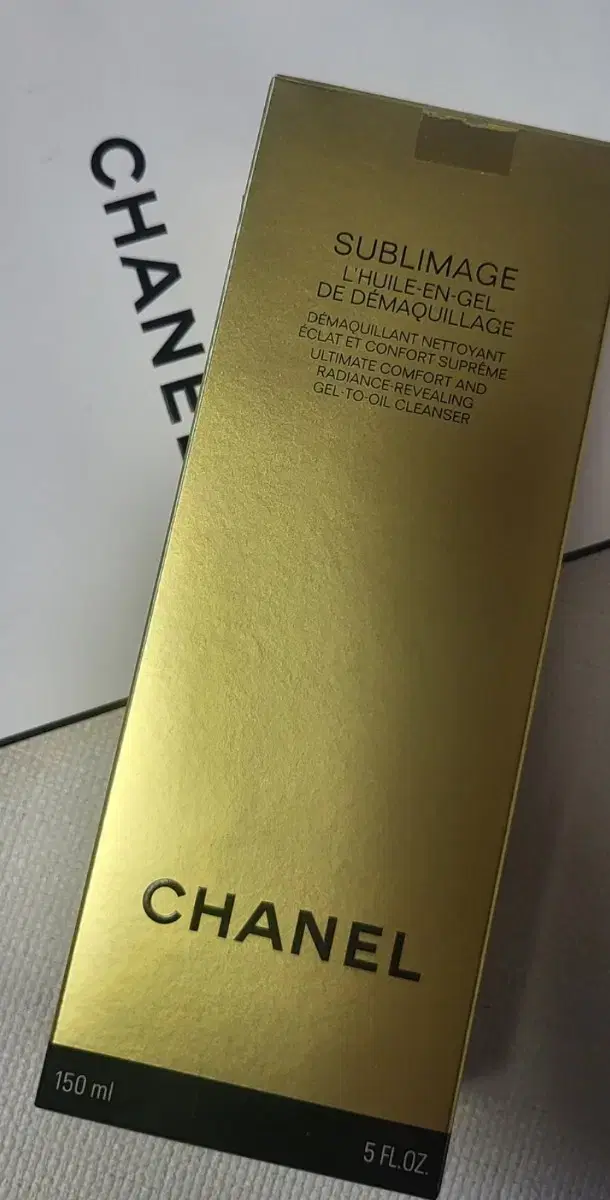 CHANEL
SUBLIMAGE
L'HUILE-EN-GEL
DE DÉMAQUILLAGE
DÉMAQUILLANT NETTOYANT
ÉCLAT ET CONFORT SUPRÊME
ULTIMATE COMFORT AND
RADIANCE-REVEALING
GEL-TO-OIL CLEANSER
CHANEL
150 ml
5 FL.OZ.